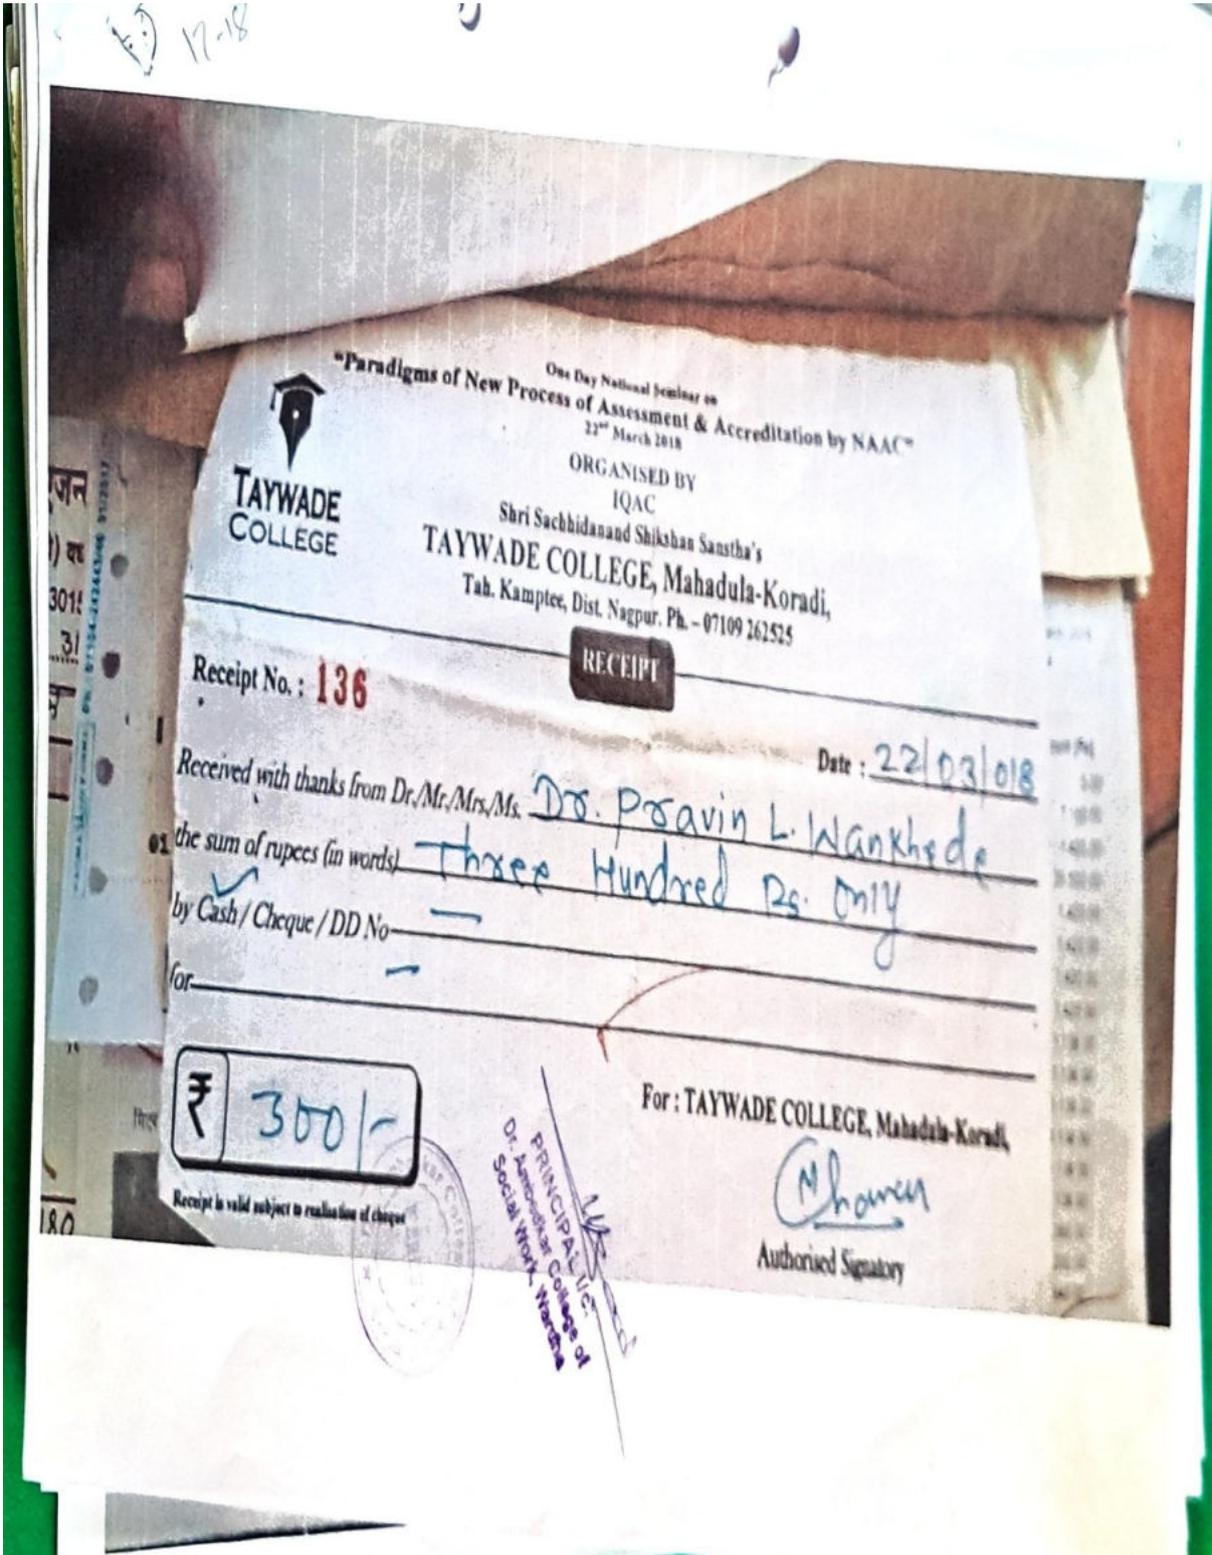 17-18
One Day National Seminar on
"Paradigms of New Process of Assessment & Accreditation by NAAC"
22nd March 2018
ORGANISED BY
IQAC
Shri Sachhidanand Shikshan Sanstha's
TAYWADE COLLEGE, Mahadula-Koradi,
Tah. Kamptee, Dist. Nagpur. Ph. - 07109 262525
TAYWADE
COLLEGE
RECEIPT
Receipt No. : 136
Date : 22/03/018
Received with thanks from Dr./Mr./Mrs./Ms. Dr. Pravin L. Wankhede
the sum of rupees (in words) Three Hundred Rs. Only
by Cash / Cheque / DD No —
for —
₹ 300/-
For : TAYWADE COLLEGE, Mahadula-Koradi,
Receipt is valid subject to realisation of cheque
Authorised Signatory
PRINCIPAL
Dr. Ambedkar College of
Social Work, Wardha
180